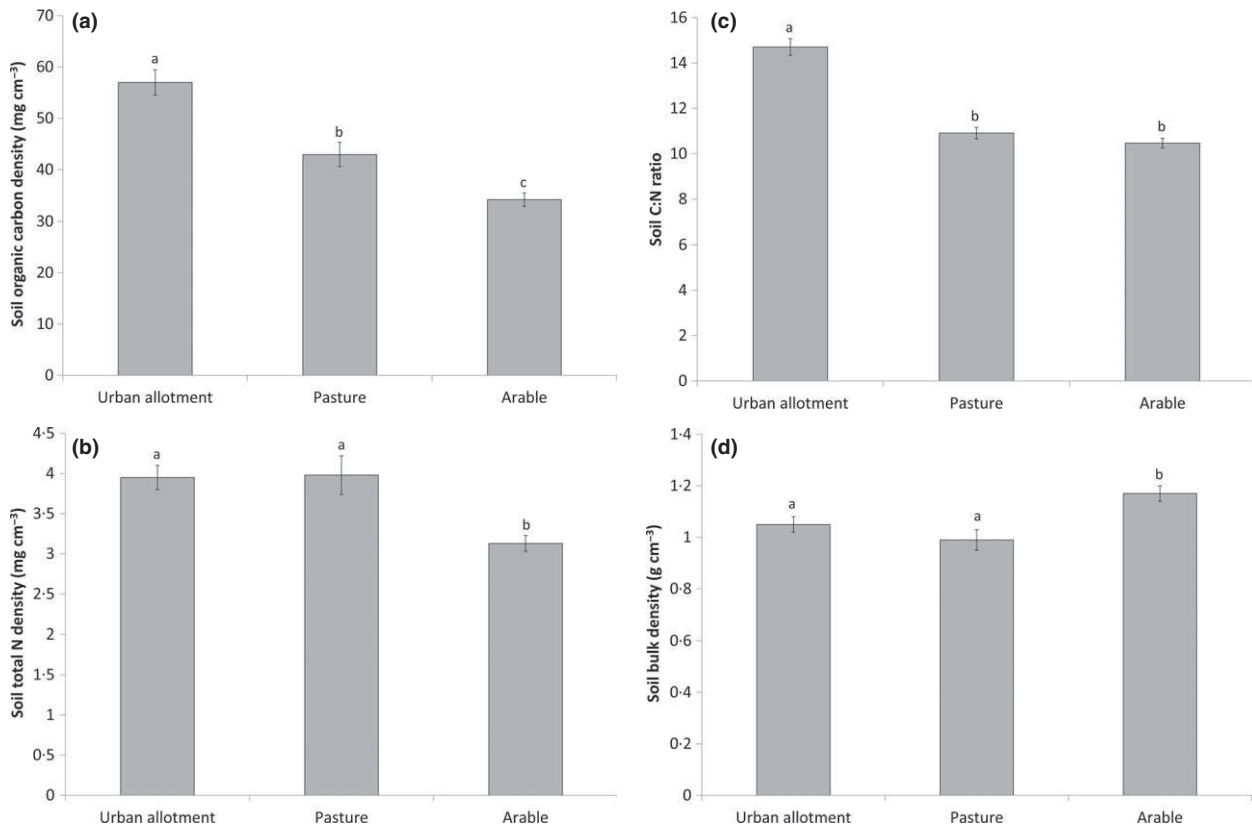 (a)
Soil organic carbon density (mg cm⁻³)
70
60
50
40
30
20
10
0
a
b
c
Urban allotment Pasture Arable
(c)
Soil C:N ratio
16
14
12
10
8
6
4
2
0
a
b
b
Urban allotment Pasture Arable
(b)
Soil total N density (mg cm⁻³)
4·5
4
3·5
3
2·5
2
1·5
1
0·5
0
a
a
b
Urban allotment Pasture Arable
(d)
Soil bulk density (g cm⁻³)
1·4
1·2
1
0·8
0·6
0·4
0·2
0
a
a
b
Urban allotment Pasture Arable